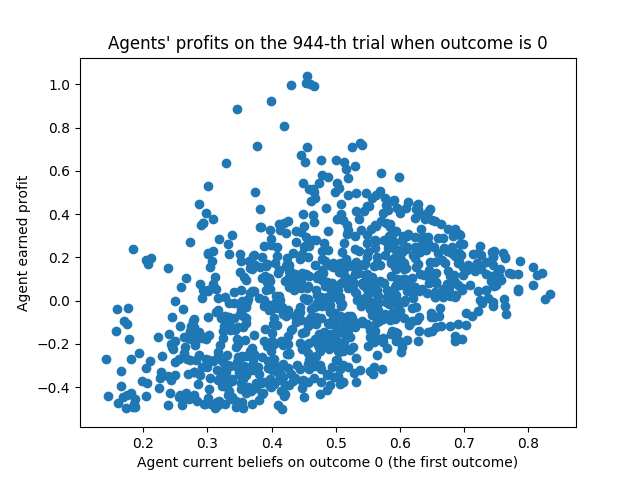 Agents' profits on the 944-th trial when outcome is 0
1.0
0.8
0.6
0.4
0.2
0.0
−0.2
−0.4
Agent earned profit
0.2 0.3 0.4 0.5 0.6 0.7 0.8
Agent current beliefs on outcome 0 (the first outcome)